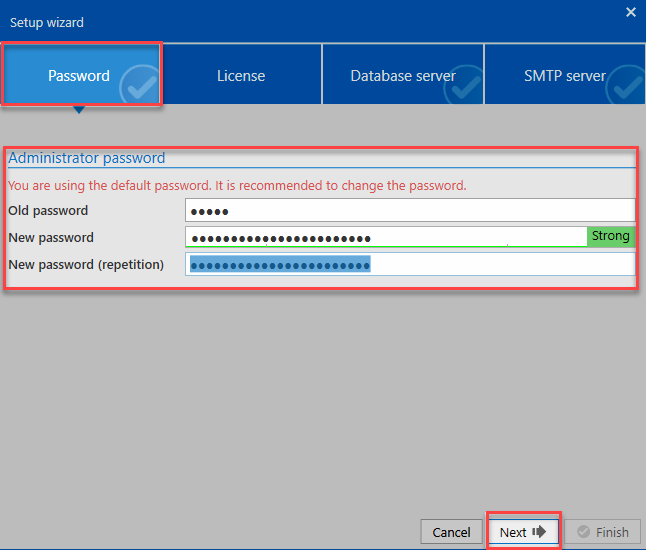 Setup wizard
Password License Database server SMTP server
Administrator password
You are using the default password. It is recommended to change the password.
Old password ●●●●●
New password ●●●●●●●●●●●●●●●●●●●●●●● Strong
New password (repetition) ●●●●●●●●●●●●●●●●●●●●●●●
Cancel Next Finish